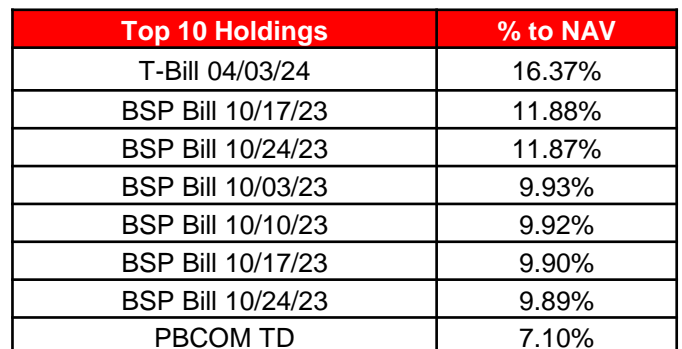 Top 10 Holdings % to NAV
T-Bill 04/03/24 16.37%
BSP Bill 10/17/23 11.88%
BSP Bill 10/24/23 11.87%
BSP Bill 10/03/23 9.93%
BSP Bill 10/10/23 9.92%
BSP Bill 10/17/23 9.90%
BSP Bill 10/24/23 9.89%
PBCOM TD 7.10%